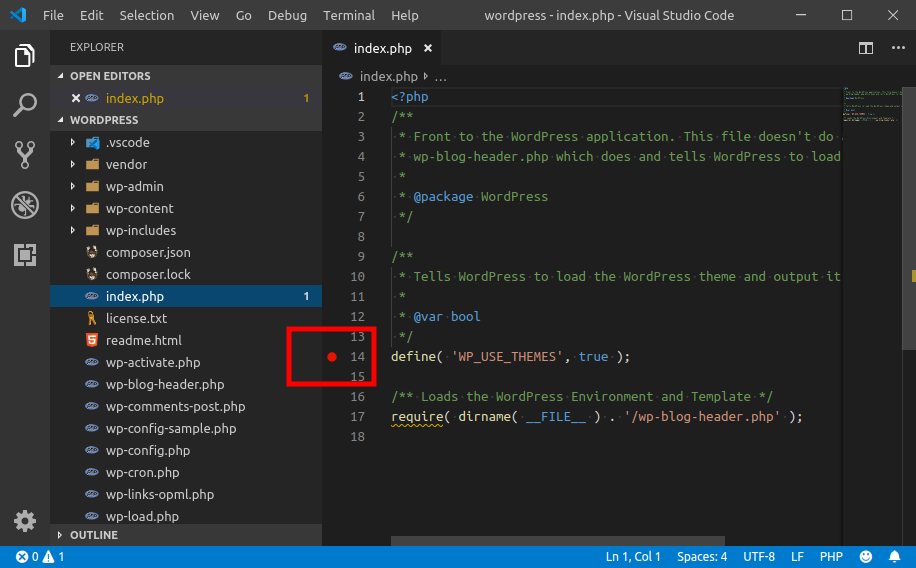 File Edit Selection View Go Debug Terminal Help wordpress - index.php - Visual Studio Code
EXPLORER
OPEN EDITORS
index.php 1
WORDPRESS
.vscode
vendor
wp-admin
wp-content
wp-includes
composer.json
composer.lock
index.php 1
license.txt
readme.html
wp-activate.php
wp-blog-header.php
wp-comments-post.php
wp-config-sample.php
wp-config.php
wp-cron.php
wp-links-opml.php
wp-load.php
OUTLINE
index.php
index.php ...
1 <?php
2 /**
3 * Front to the WordPress application. This file doesn't do
4 * wp-blog-header.php which does and tells WordPress to load
5 *
6 * @package WordPress
7 */
8
9 /**
10 * Tells WordPress to load the WordPress theme and output it
11 *
12 * @var bool
13 */
14 define( 'WP_USE_THEMES', true );
15
16 /** Loads the WordPress Environment and Template */
17 require( dirname( __FILE__ ) . '/wp-blog-header.php' );
18
0 1 Ln 1, Col 1 Spaces: 4 UTF-8 LF PHP